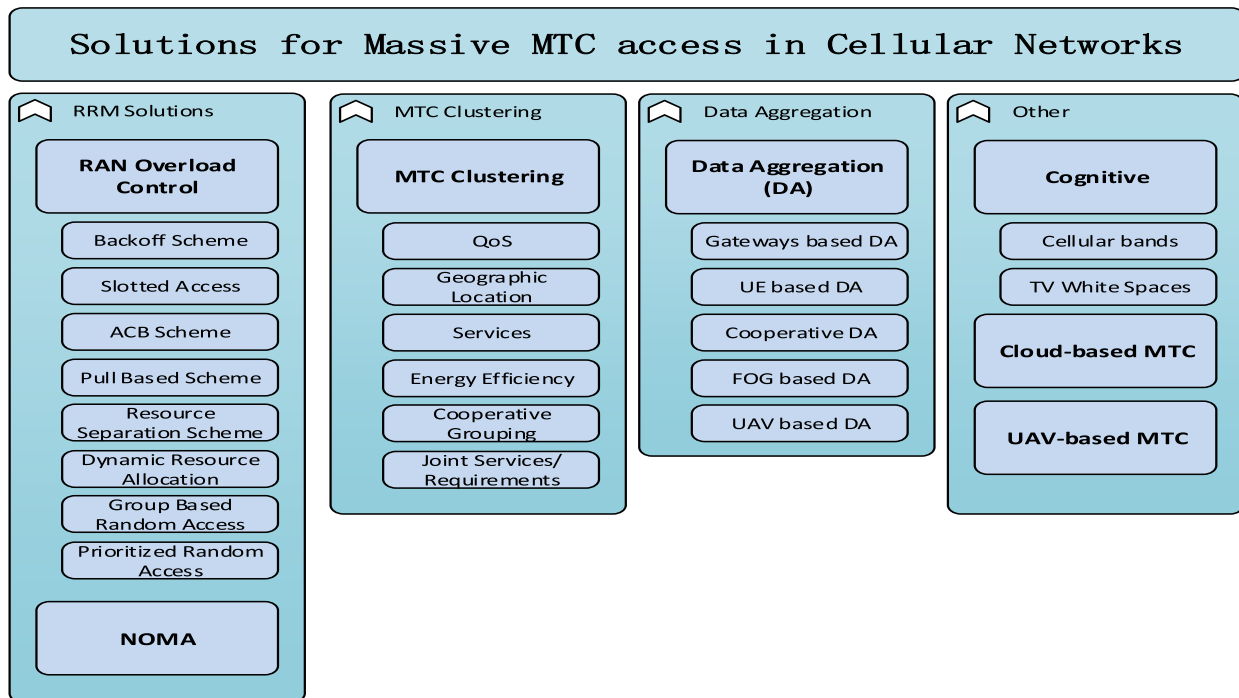 Solutions for Massive MTC access in Cellular Networks
RRM Solutions
RAN Overload
Control
Backoff Scheme
Slotted Access
ACB Scheme
Pull Based Scheme
Resource
Separation Scheme
Dynamic Resource
Allocation
Group Based
Random Access
Prioritized Random
Access
NOMA
MTC Clustering
MTC Clustering
QoS
Geographic
Location
Services
Energy Efficiency
Cooperative
Grouping
Joint Services/
Requirements
Data Aggregation
Data Aggregation
(DA)
Gateways based DA
UE based DA
Cooperative DA
FOG based DA
UAV based DA
Other
Cognitive
Cellular bands
TV White Spaces
Cloud-based MTC
UAV-based MTC